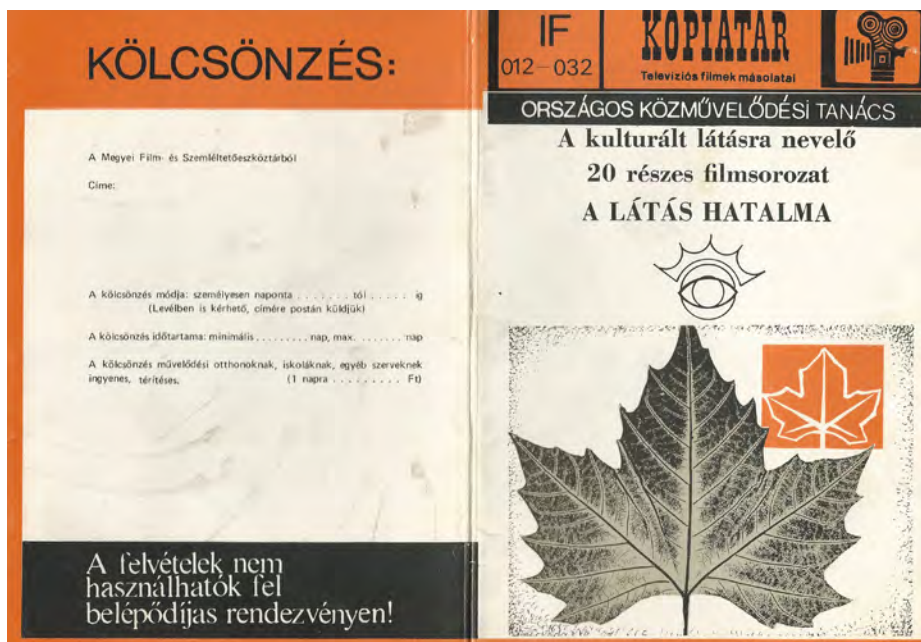 KÖLCSÖNZÉS:
A Megyei Film- és Szemléltetőeszköztárból
Címe:
A kölcsönzés módja: személyesen naponta . . . . . . . tól . . . . . ig
(Levélben is kérhető, címére postán küldjük)
A kölcsönzés időtartama: minimális . . . . . . . . . nap, max. . . . . . . . nap
A kölcsönzés művelődési otthonoknak, iskoláknak, egyéb szerveknek
ingyenes, térítéses. (1 napra . . . . . . . . . Ft)
A felvételek nem
használhatók fel
belépődíjas rendezvényen!
IF
012—032
KÓPIATÁR
Televíziós filmek másolatai
ORSZÁGOS KÖZMŰVELŐDÉSI TANÁCS
A kulturált látásra nevelő
20 részes filmsorozat
A LÁTÁS HATALMA